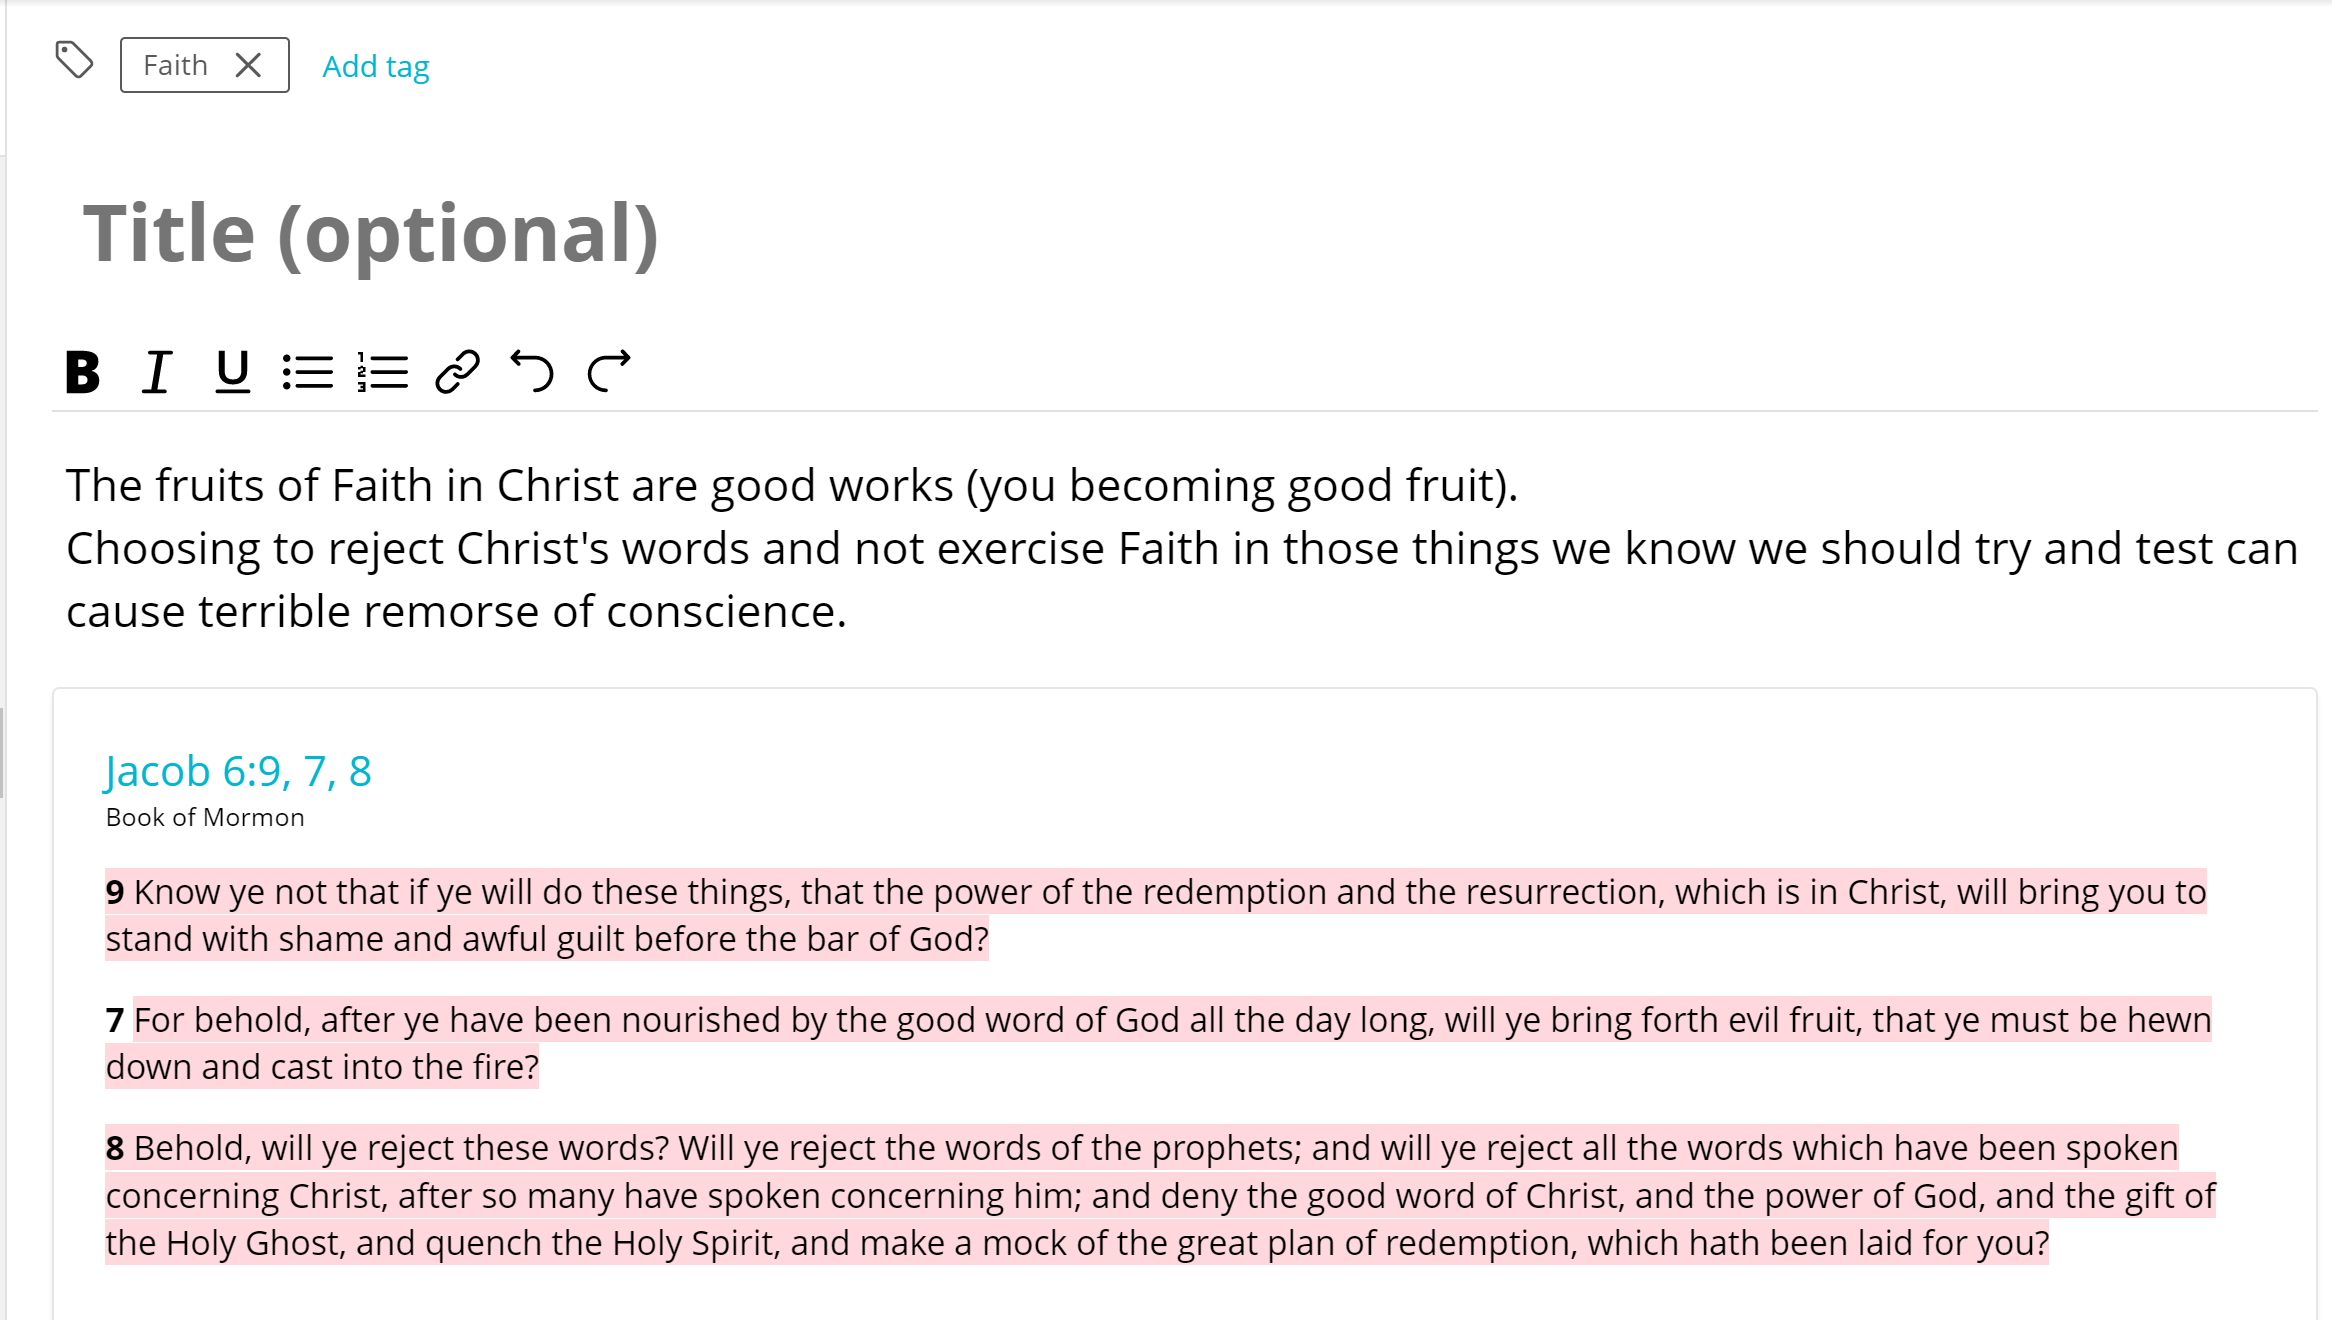 Faith
Add tag
Title (optional)
B I U
The fruits of Faith in Christ are good works (you becoming good fruit).
Choosing to reject Christ's words and not exercise Faith in those things we know we should try and test can
cause terrible remorse of conscience.
Jacob 6:9, 7, 8
Book of Mormon
9 Know ye not that if ye will do these things, that the power of the redemption and the resurrection, which is in Christ, will bring you to
stand with shame and awful guilt before the bar of God?
7 For behold, after ye have been nourished by the good word of God all the day long, will ye bring forth evil fruit, that ye must be hewn
down and cast into the fire?
8 Behold, will ye reject these words? Will ye reject the words of the prophets; and will ye reject all the words which have been spoken
concerning Christ, after so many have spoken concerning him; and deny the good word of Christ, and the power of God, and the gift of
the Holy Ghost, and quench the Holy Spirit, and make a mock of the great plan of redemption, which hath been laid for you?